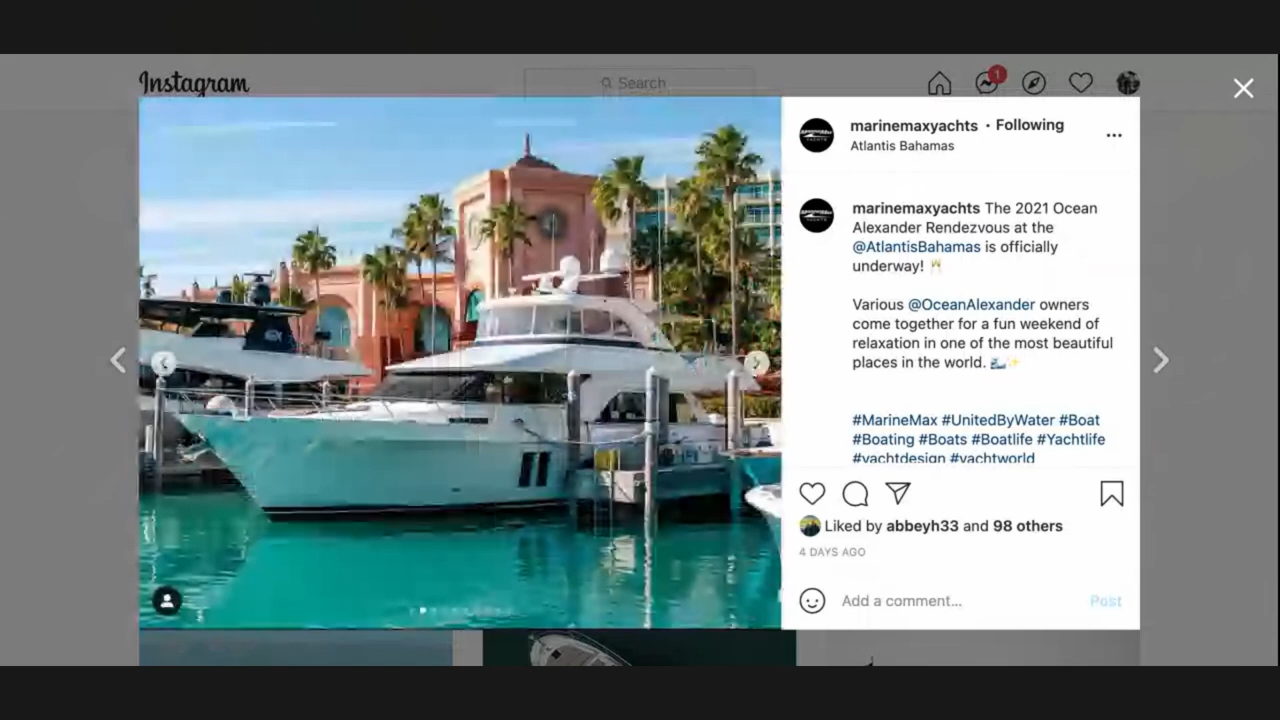 Instagram
Search
1
marinemaxyachts • Following
Atlantis Bahamas
...
marinemaxyachts The 2021 Ocean
Alexander Rendezvous at the
@AtlantisBahamas is officially
underway! 🥂
Various @OceanAlexander owners
come together for a fun weekend of
relaxation in one of the most beautiful
places in the world. 🌊✨
#MarineMax #UnitedByWater #Boat
#Boating #Boats #Boatlife #Yachtlife
#yachtdesign #yachtworld
Liked by abbeyh33 and 98 others
4 DAYS AGO
Add a comment...
Post